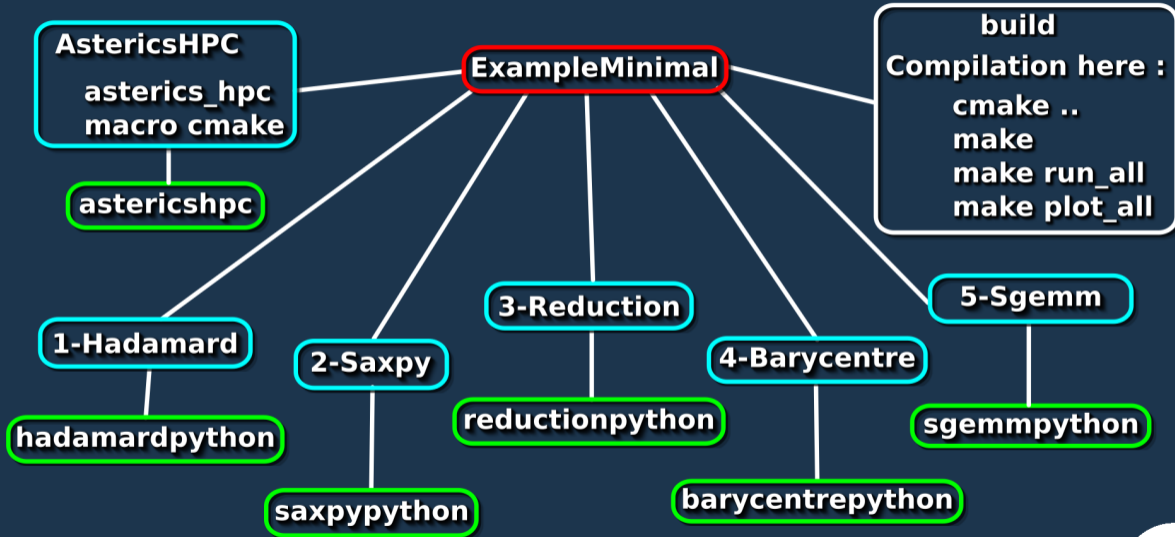 AstericsHPC
asterics_hpc
macro cmake
astericshpc
ExampleMinimal
build
Compilation here :
cmake ..
make
make run_all
make plot_all
1-Hadamard
2-Saxpy
3-Reduction
4-Barycentre
5-Sgemm
hadamardpython
saxpypython
reductionpython
barycentrepython
sgemmpython